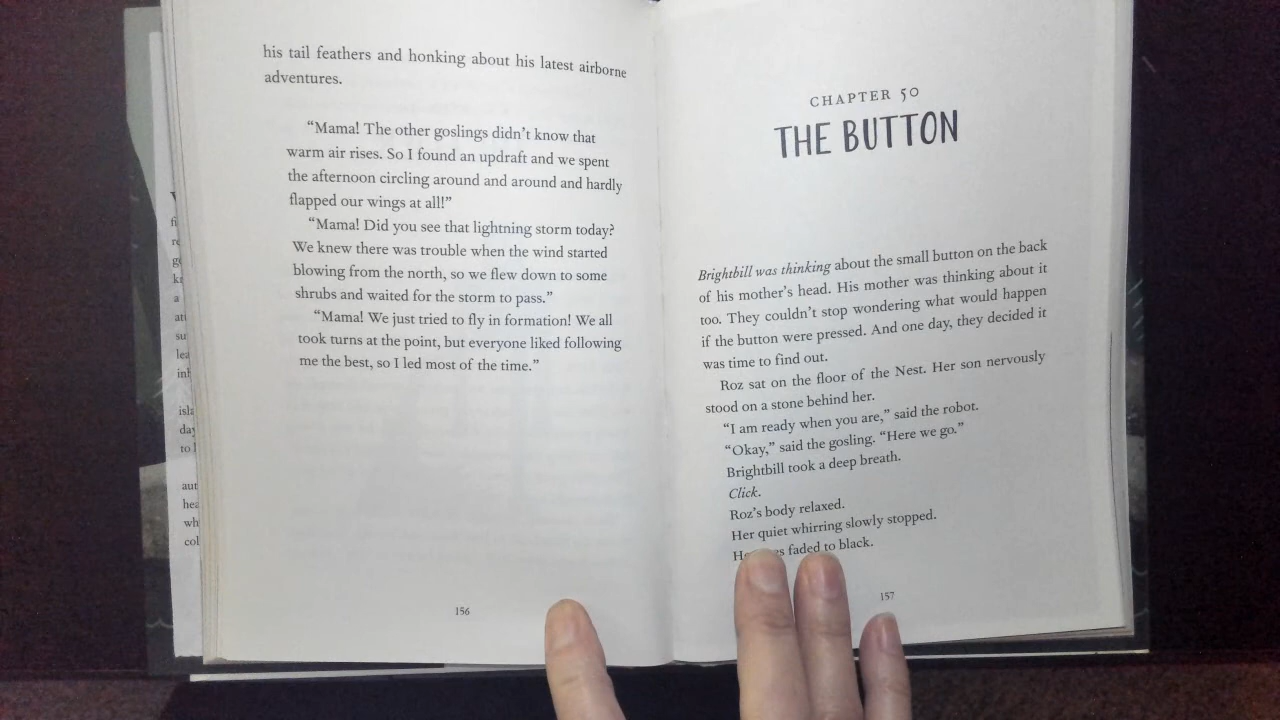 his tail feathers and honking about his latest airborne
adventures.
“Mama! The other goslings didn’t know that
warm air rises. So I found an updraft and we spent
the afternoon circling around and around and hardly
flapped our wings at all!”
“Mama! Did you see that lightning storm today?
We knew there was trouble when the wind started
blowing from the north, so we flew down to some
shrubs and waited for the storm to pass.”
“Mama! We just tried to fly in formation! We all
took turns at the point, but everyone liked following
me the best, so I led most of the time.”
156
CHAPTER 50
THE BUTTON
Brightbill was thinking about the small button on the back
of his mother’s head. His mother was thinking about it
too. They couldn’t stop wondering what would happen
if the button were pressed. And one day, they decided it
was time to find out.
Roz sat on the floor of the Nest. Her son nervously
stood on a stone behind her.
“I am ready when you are,” said the robot.
“Okay,” said the gosling. “Here we go.”
Brightbill took a deep breath.
Click.
Roz’s body relaxed.
Her quiet whirring slowly stopped.
faded to black.
157